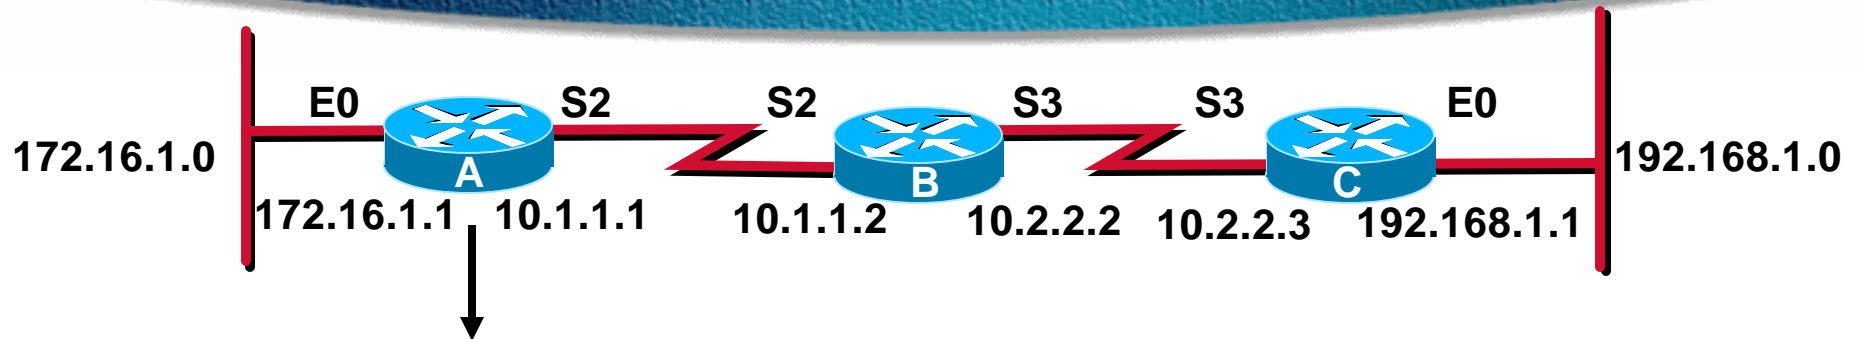 E0 S2 S2 S3 S3 E0
172.16.1.0 A B C 192.168.1.0
172.16.1.1 10.1.1.1 10.1.1.2 10.2.2.2 10.2.2.3 192.168.1.1